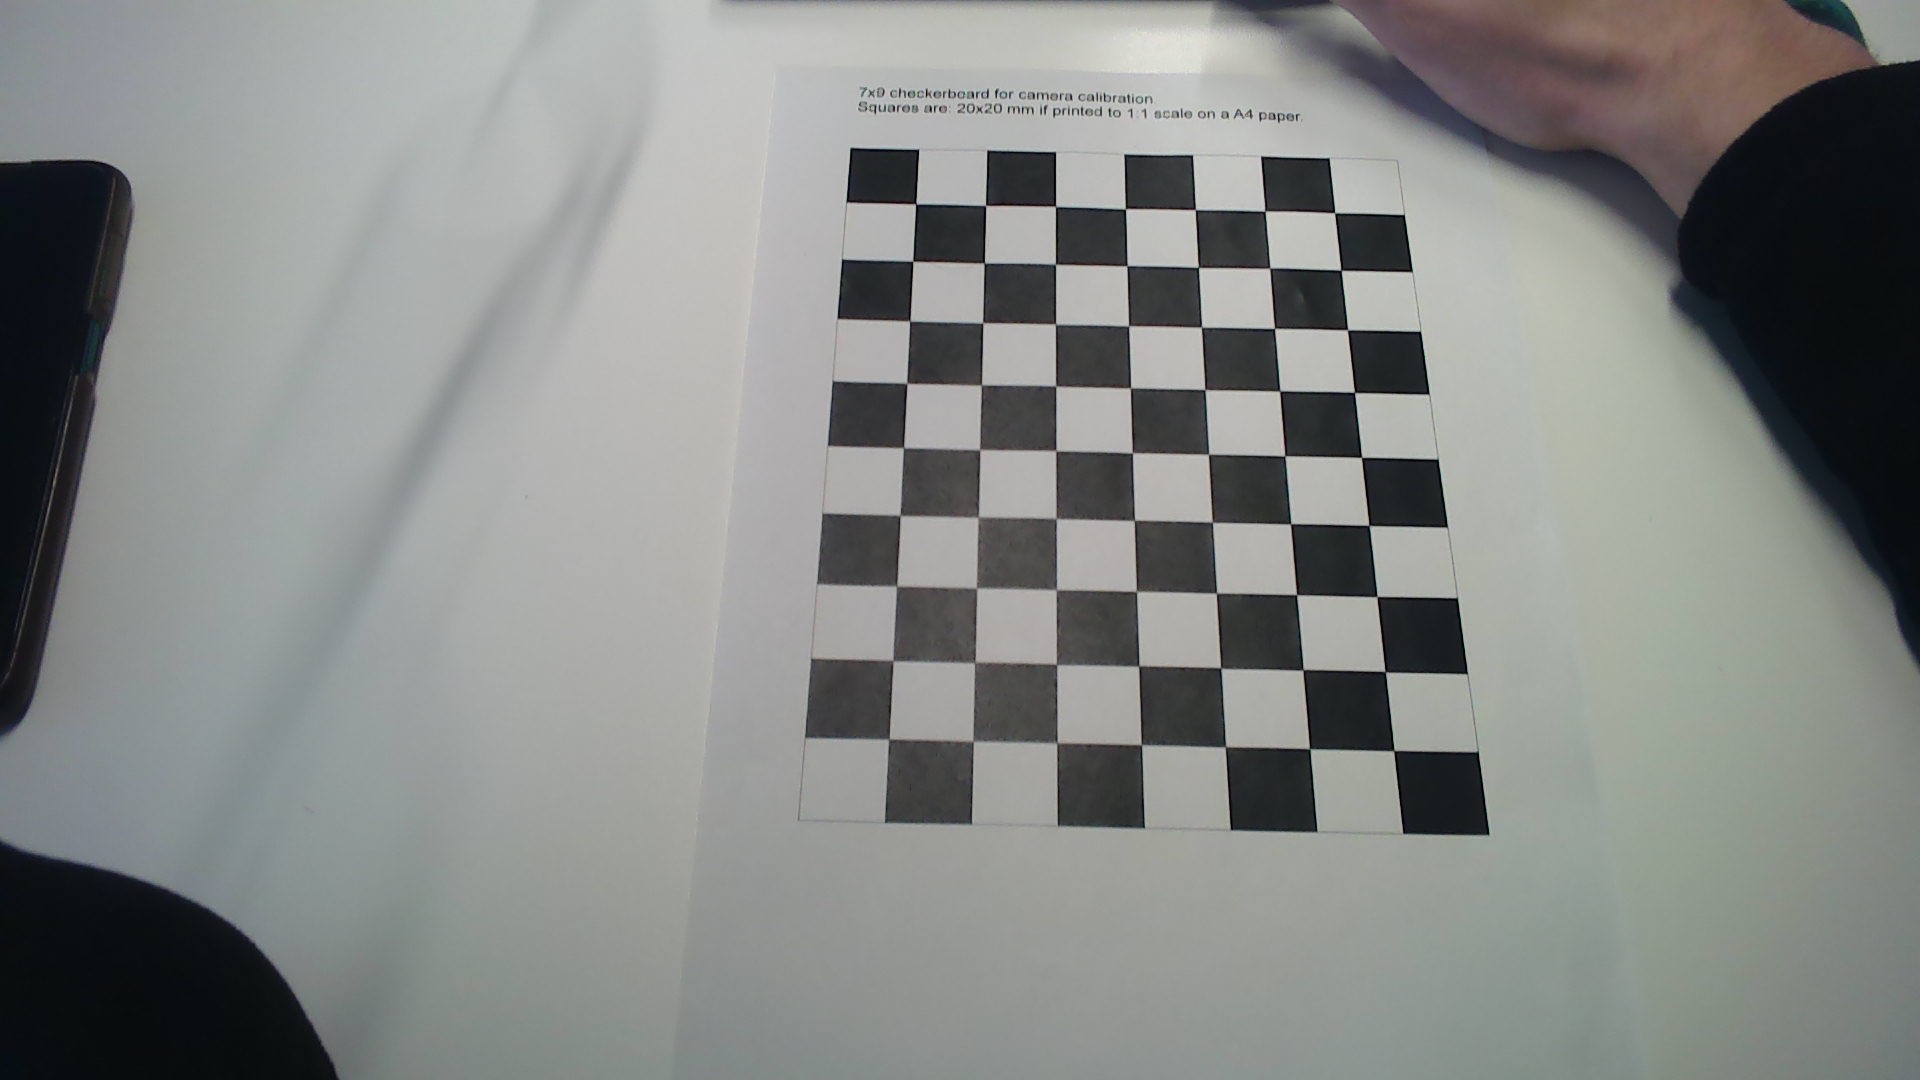 7x9 checkerboard for camera calibration
Squares are: 20x20 mm if printed to 1:1 scale on a A4 paper.